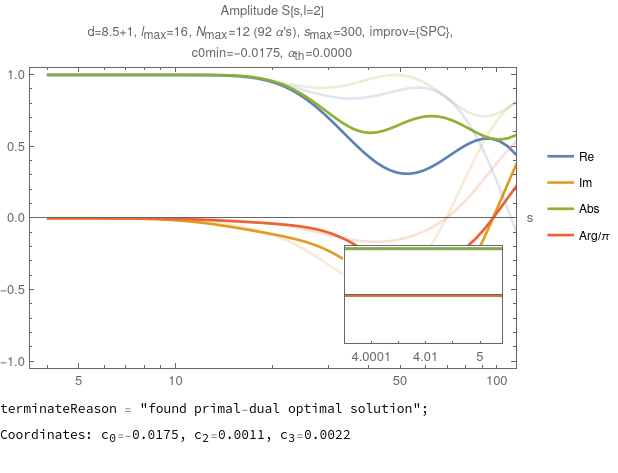 Amplitude S[s,l=2]
d=8.5+1, lmax=16, Nmax=12 (92 α's), smax=300, improv={SPC},
c0min=−0.0175, αth=0.0000
1.0
0.5
0.0
−0.5
−1.0
s
5
10
50
100
4.0001
4.01
5
Re
Im
Abs
Arg/π
terminateReason = "found primal-dual optimal solution";
Coordinates: c0=-0.0175, c2=0.0011, c3=0.0022